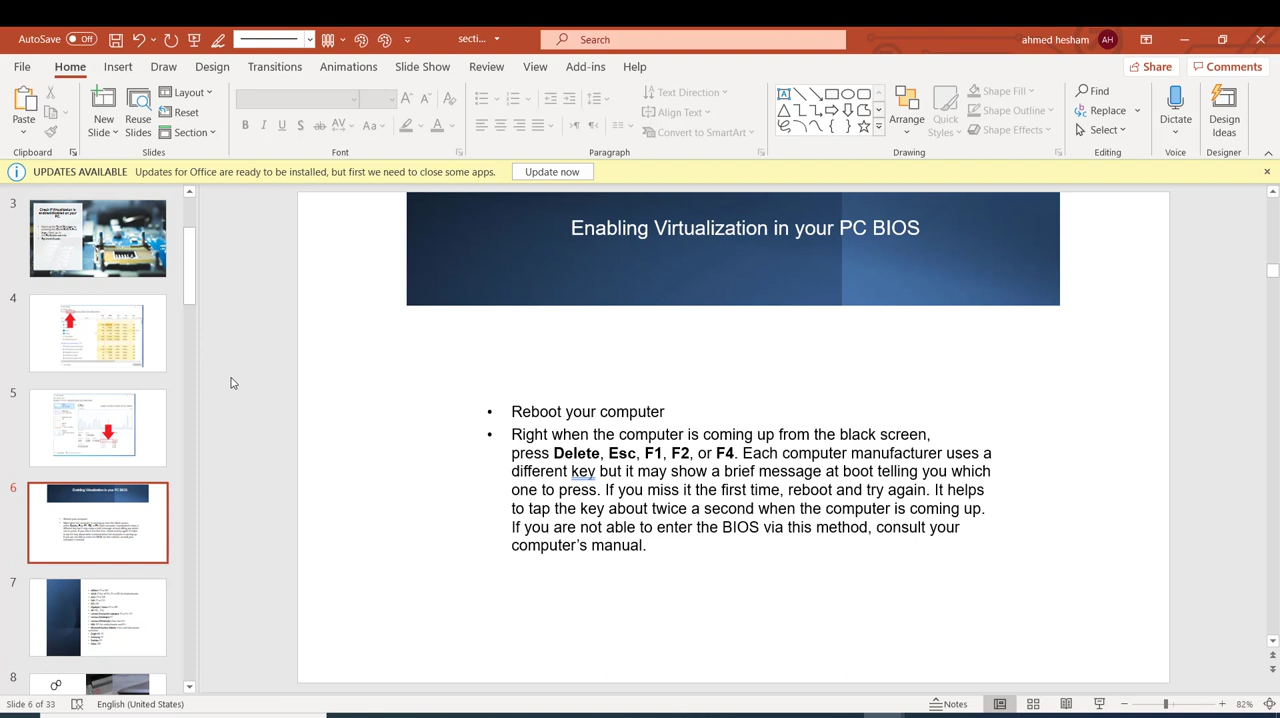 AutoSave Off secti... Search ahmed hesham AH
File Home Insert Draw Design Transitions Animations Slide Show Review View Add-ins Help Share Comments
Paste New Slide Reuse Slides Layout Reset Section
B I U S ab AV Aa A A A A
Text Direction Align Text Convert to SmartArt
Arrange Quick Styles Shape Fill Shape Outline Shape Effects
Find Replace Select Dictate Design Ideas
Clipboard Slides Font Paragraph Drawing Editing Voice Designer
UPDATES AVAILABLE Updates for Office are ready to be installed, but first we need to close some apps. Update now
3
4
5
6
7
8
Enabling Virtualization in your PC BIOS
• Reboot your computer
• Right when the computer is coming up from the black screen,
press Delete, Esc, F1, F2, or F4. Each computer manufacturer uses a
different key but it may show a brief message at boot telling you which
one to press. If you miss it the first time, reboot and try again. It helps
to tap the key about twice a second when the computer is coming up.
If you are not able to enter the BIOS via this method, consult your
computer's manual.
Slide 6 of 33 English (United States) Notes 82%